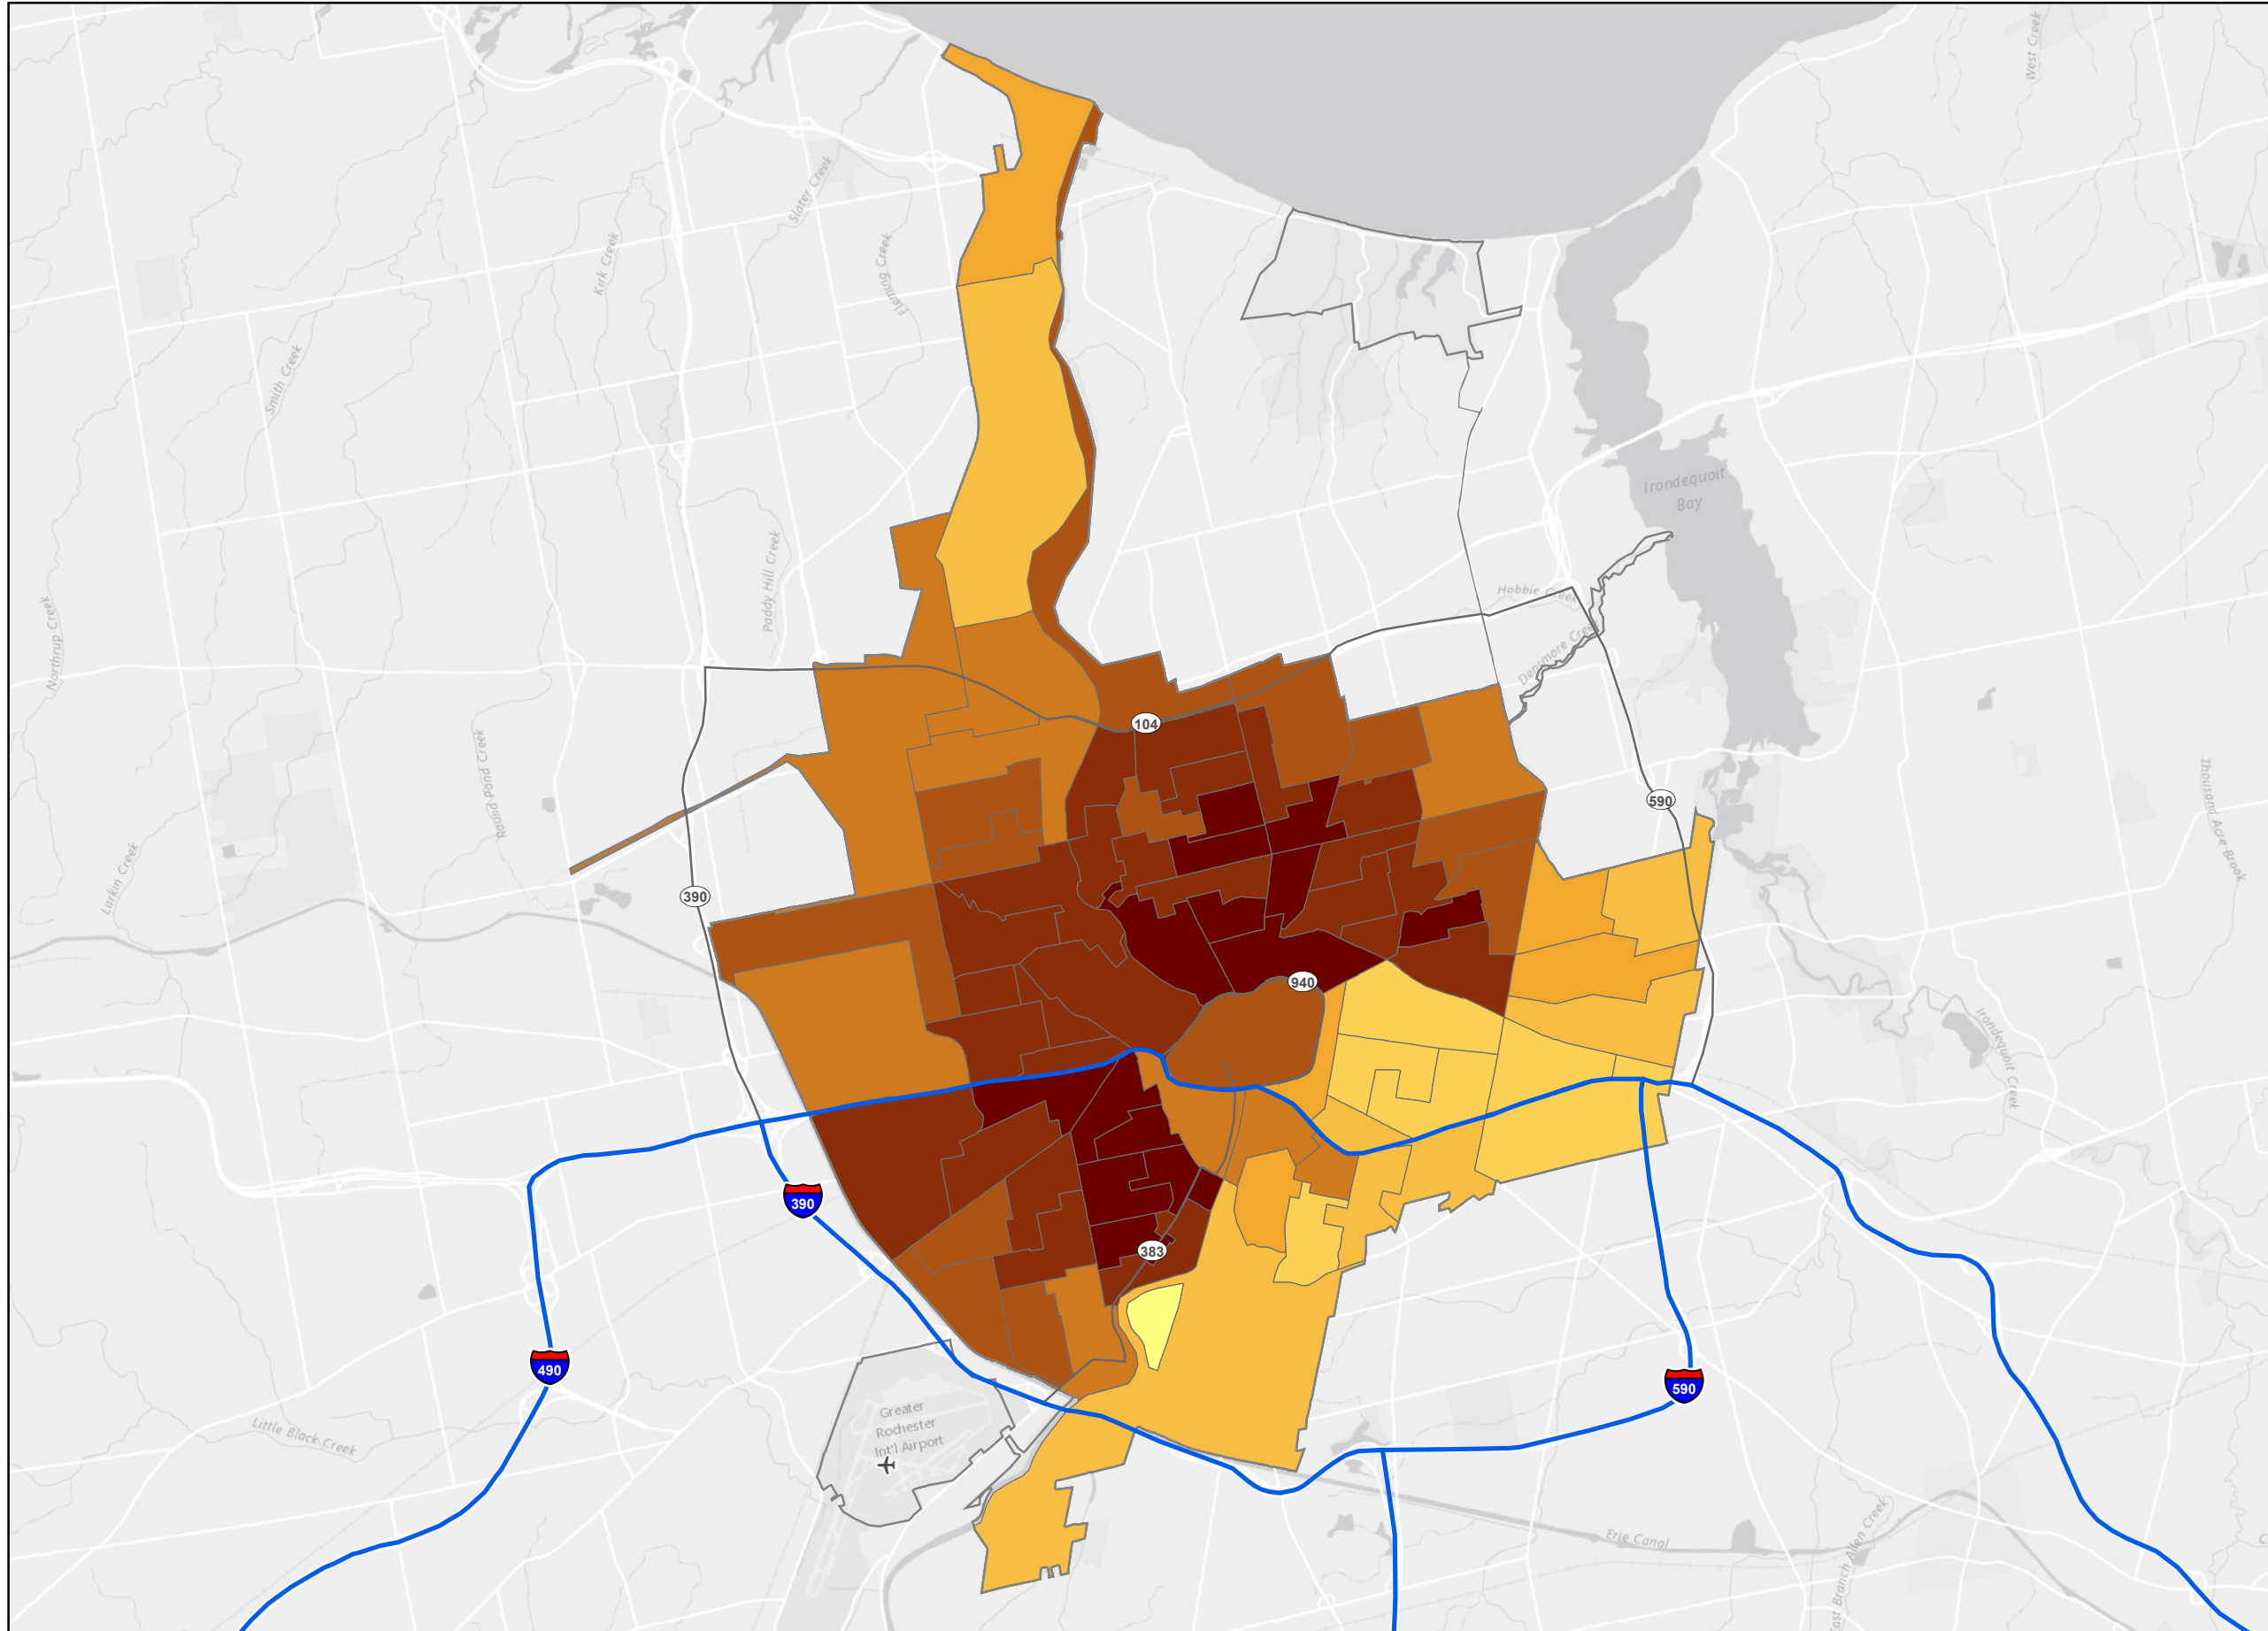 West Creek
Slater Creek
Kirk Creek
Fleming Creek
Smith Creek
Irondequoit
Bay
Paddy Hill Creek
Hobbie Creek
Northrup Creek
Densmore Creek
104
Round Pond Creek
590
Thousand Acre Brook
Larkin Creek
390
940
Irondequoit Creek
390
383
490
590
Greater
Rochester
Int'l Airport
Little Black Creek
Erie Canal
East Branch Allen Creek